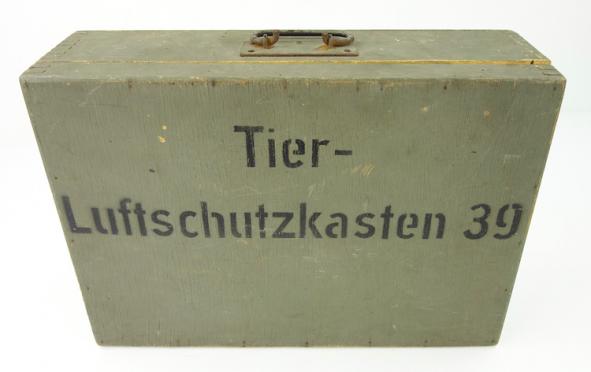 Tier-
Luftschutzkasten 39